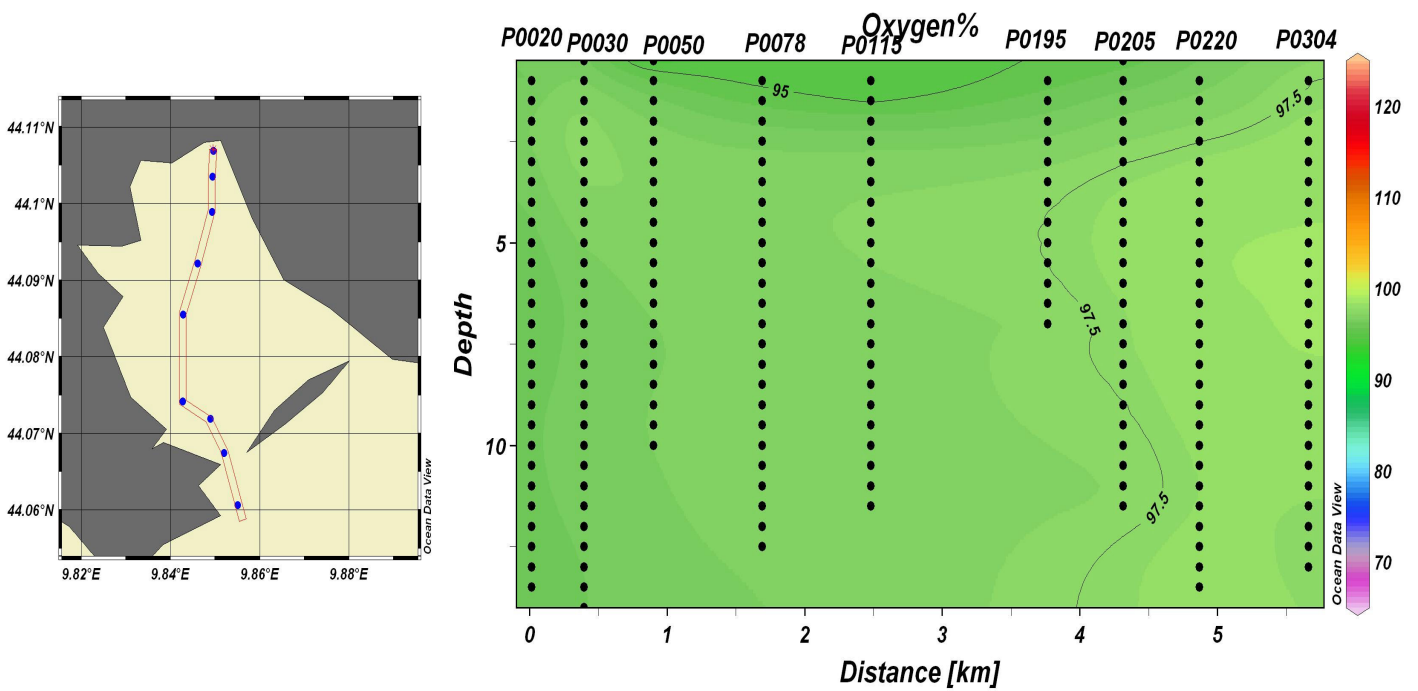 Oxygen%
P0020 P0030 P0050 P0078 P0115 P0195 P0205 P0220 P0304
44.11°N
44.1°N
44.09°N
44.08°N
44.07°N
44.06°N
9.82°E 9.84°E 9.86°E 9.88°E
Ocean Data View
Depth
5
10
95
97.5
97.5
97.5
0 1 2 3 4 5
Distance [km]
Ocean Data View
120
110
100
90
80
70